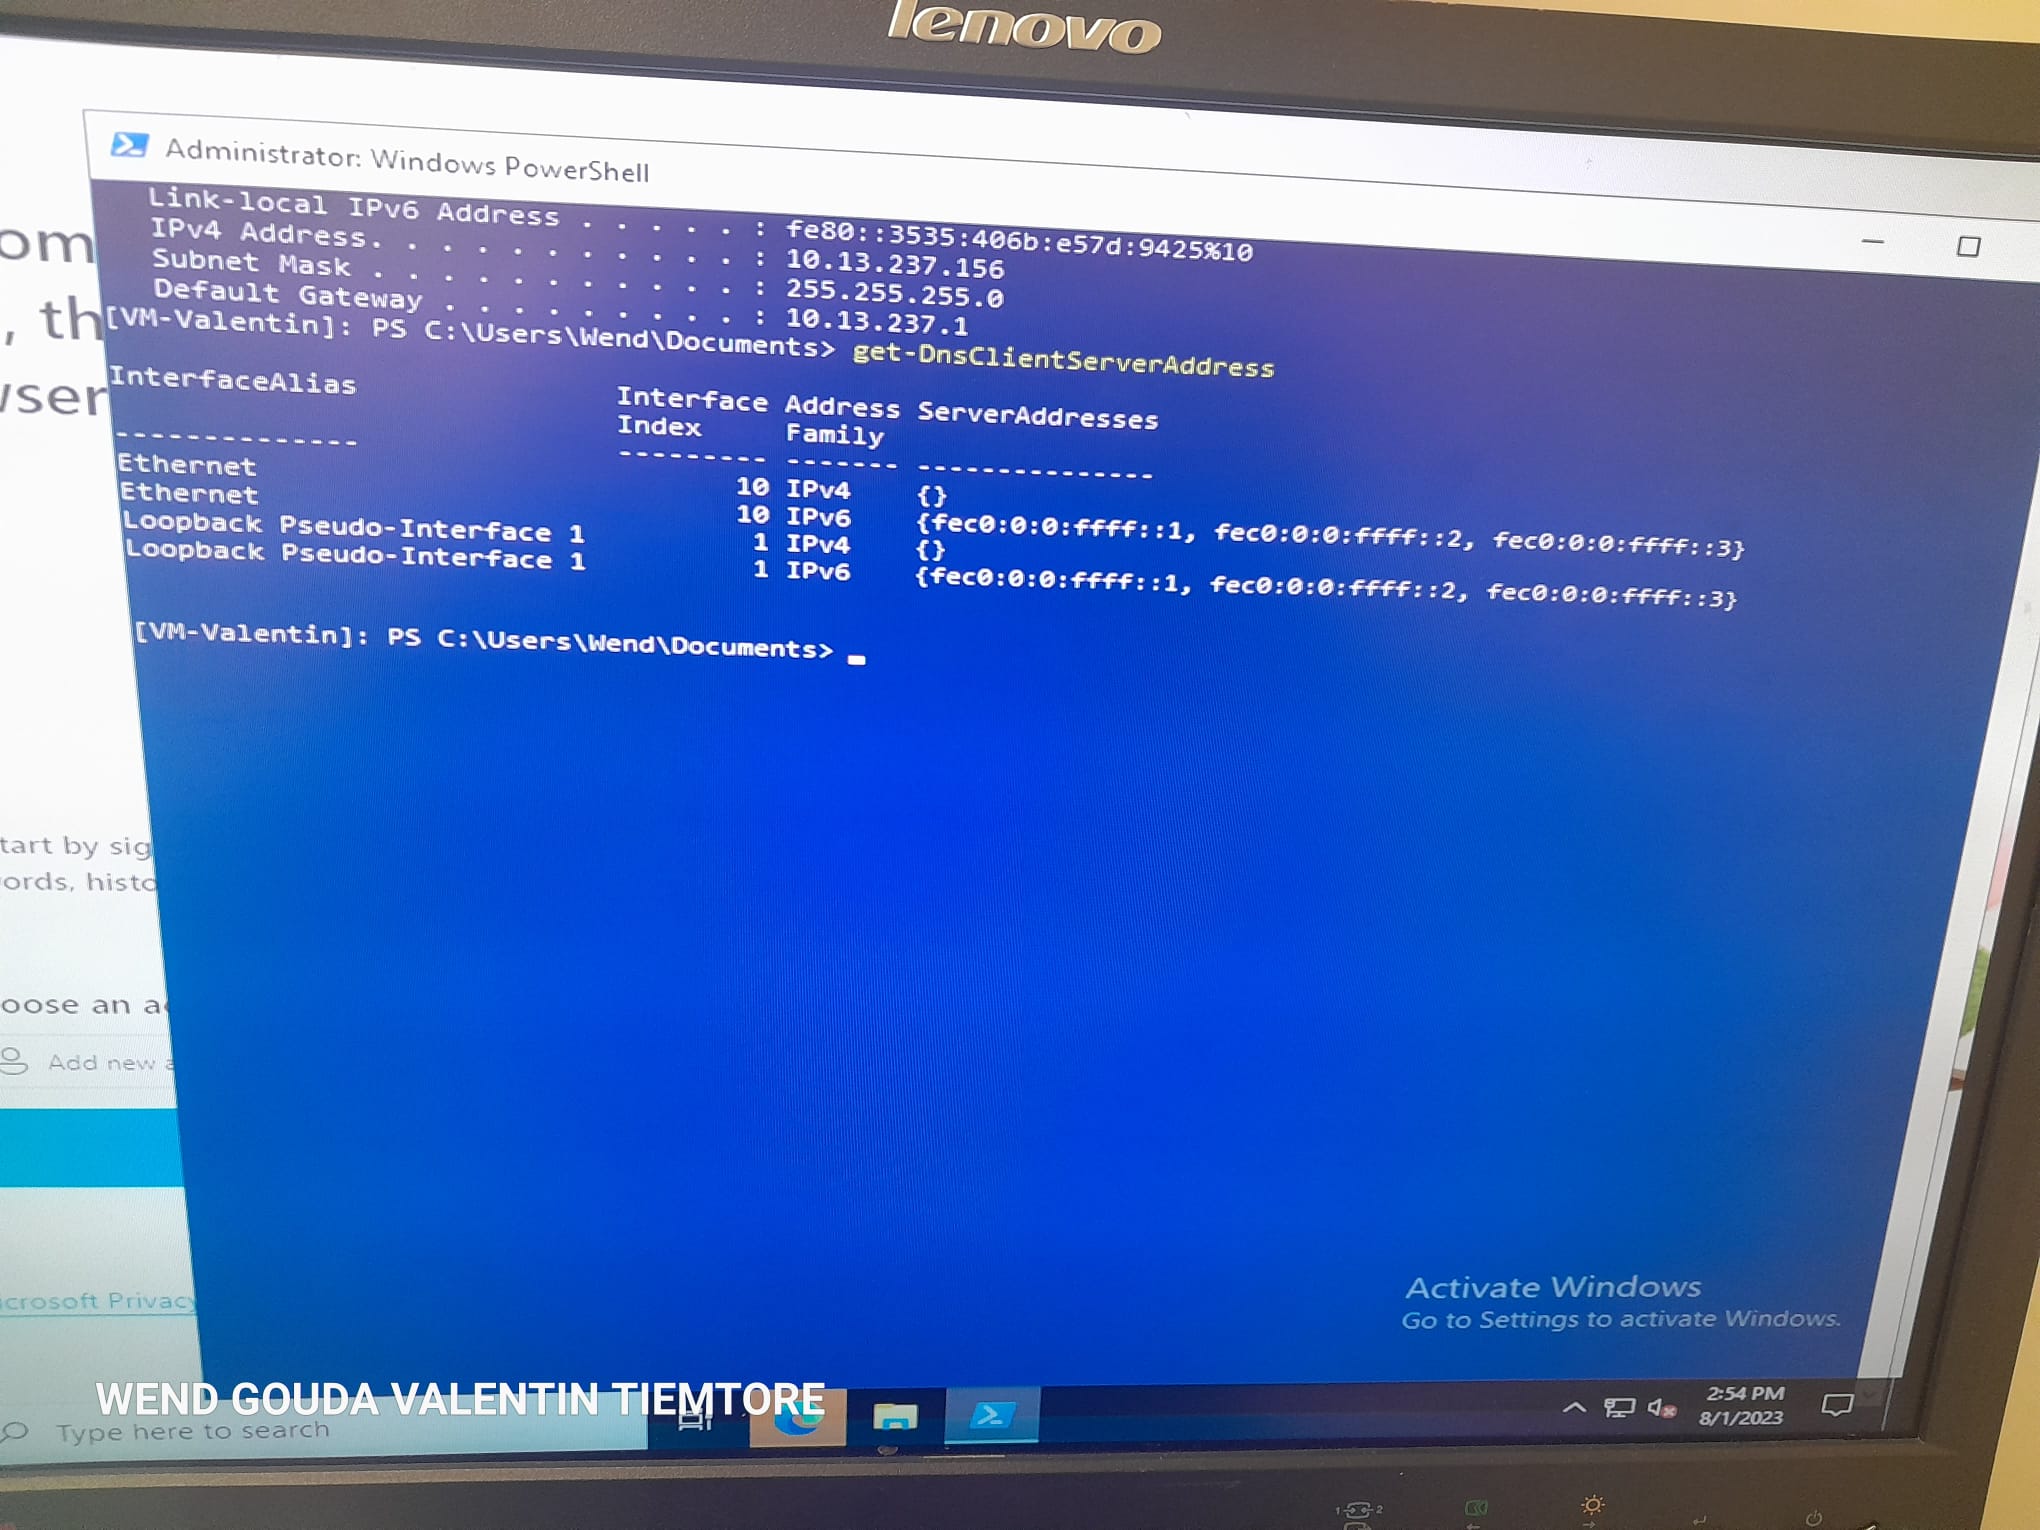 lenovo
Administrator: Windows PowerShell
Link-local IPv6 Address . . . . . : fe80::3535:406b:e57d:9425%10
IPv4 Address. . . . . . . . . . . : 10.13.237.156
Subnet Mask . . . . . . . . . . . : 255.255.255.0
Default Gateway . . . . . . . . . : 10.13.237.1
[VM-Valentin]: PS C:\Users\Wend\Documents> get-DnsClientServerAddress
InterfaceAlias Interface Address ServerAddresses
Index Family
-------------- --------- ------- ---------------
Ethernet 10 IPv4 {}
Ethernet 10 IPv6 {fec0:0:0:ffff::1, fec0:0:0:ffff::2, fec0:0:0:ffff::3}
Loopback Pseudo-Interface 1 1 IPv4 {}
Loopback Pseudo-Interface 1 1 IPv6 {fec0:0:0:ffff::1, fec0:0:0:ffff::2, fec0:0:0:ffff::3}
[VM-Valentin]: PS C:\Users\Wend\Documents>
om
, th
wser
tart by sig
ords, histo
oose an a
Add new a
icrosoft Privacy
Activate Windows
Go to Settings to activate Windows.
WEND GOUDA VALENTIN TIEMTORE
Type here to search
2:54 PM
8/1/2023